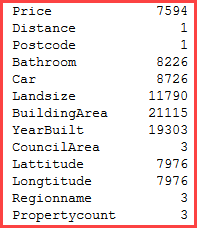 Price 7594
Distance 1
Postcode 1
Bathroom 8226
Car 8726
Landsize 11790
BuildingArea 21115
YearBuilt 19303
CouncilArea 3
Lattitude 7976
Longtitude 7976
Regionname 3
Propertycount 3